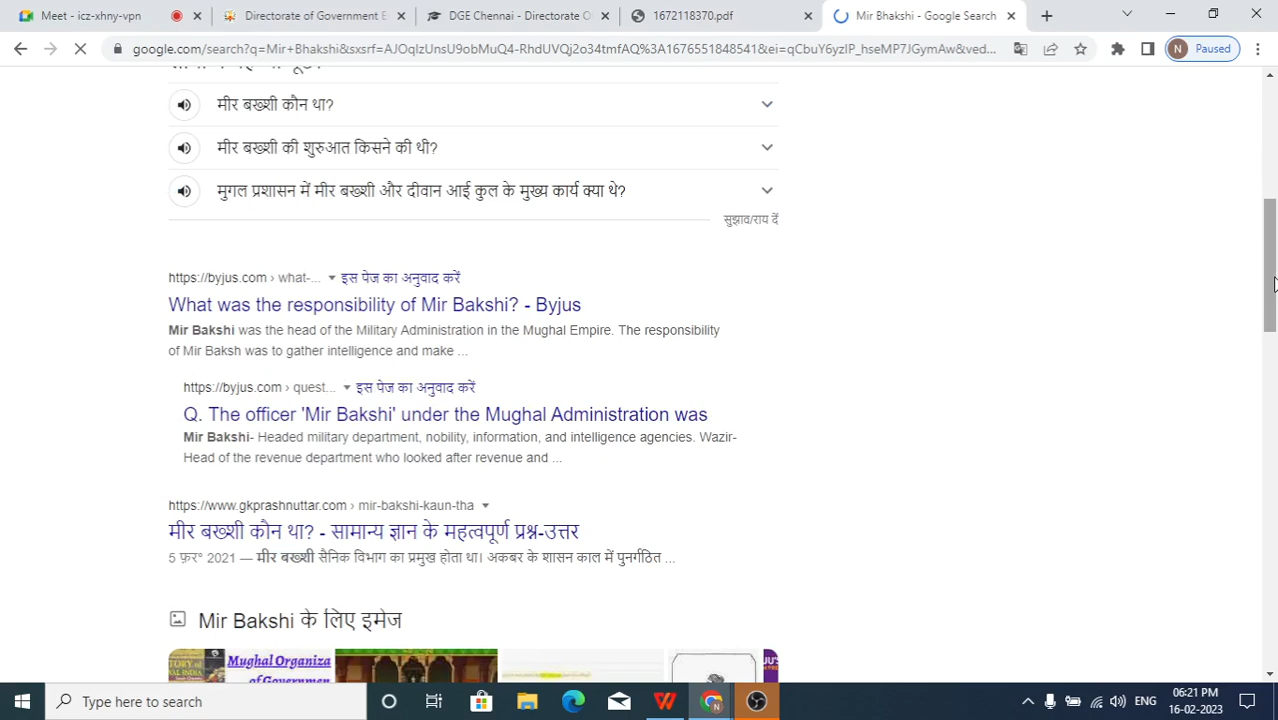 Meet - icz-xhny-vpn
Directorate of Government E
DGE Chennai - Directorate O
1672118370.pdf
Mir Bhakshi - Google Search
google.com/search?q=Mir+Bhakshi&sxsrf=AJOqlzUnsU9obMuQ4-RhdUVQj2o34tmfAQ%3A1676551848541&ei=qCbuY6yzIP_hseMP7JGymAw&ved...
N
Paused
मीर बख्शी कौन था?
मीर बख्शी की शुरुआत किसने की थी?
मुगल प्रशासन में मीर बख्शी और दीवान आई कुल के मुख्य कार्य क्या थे?
सुझाव/राय दें
https://byjus.com › what-... इस पेज का अनुवाद करें
What was the responsibility of Mir Bakshi? - Byjus
Mir Bakshi was the head of the Military Administration in the Mughal Empire. The responsibility
of Mir Baksh was to gather intelligence and make ...
https://byjus.com › quest... इस पेज का अनुवाद करें
Q. The officer 'Mir Bakshi' under the Mughal Administration was
Mir Bakshi- Headed military department, nobility, information, and intelligence agencies. Wazir-
Head of the revenue department who looked after revenue and ...
https://www.gkprashnuttar.com › mir-bakshi-kaun-tha
मीर बख्शी कौन था? - सामान्य ज्ञान के महत्वपूर्ण प्रश्न-उत्तर
5 फ़र॰ 2021 — मीर बख्शी सैनिक विभाग का प्रमुख होता था। अकबर के शासन काल में पुनर्गठित ...
Mir Bakshi के लिए इमेज
Mughal Organiza
of Government
Type here to search
ENG
06:21 PM
16-02-2023